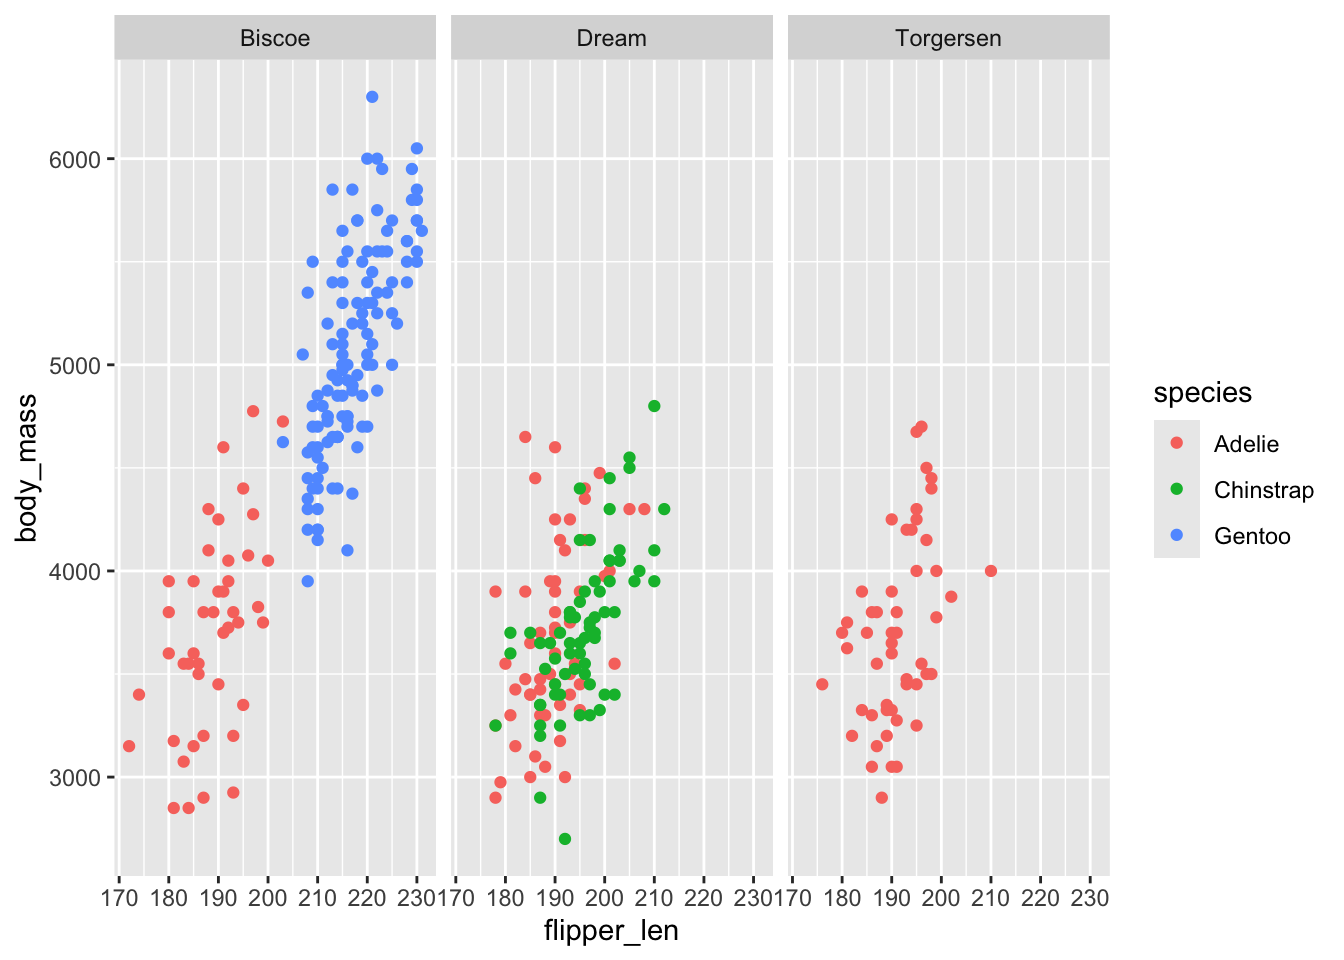 Biscoe Dream Torgersen
6000
5000
4000
3000
body_mass
170 180 190 200 210 220 230 170 180 190 200 210 220 230 170 180 190 200 210 220 230
flipper_len
species
Adelie
Chinstrap
Gentoo